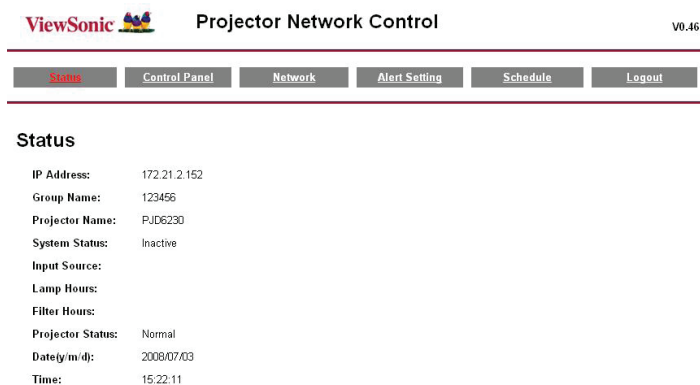 ViewSonic Projector Network Control V0.46
Status Control Panel Network Alert Setting Schedule Logout
Status
IP Address: 172.21.2.152
Group Name: 123456
Projector Name: PJD6230
System Status: Inactive
Input Source:
Lamp Hours:
Filter Hours:
Projector Status: Normal
Date(y/m/d): 2008/07/03
Time: 15:22:11